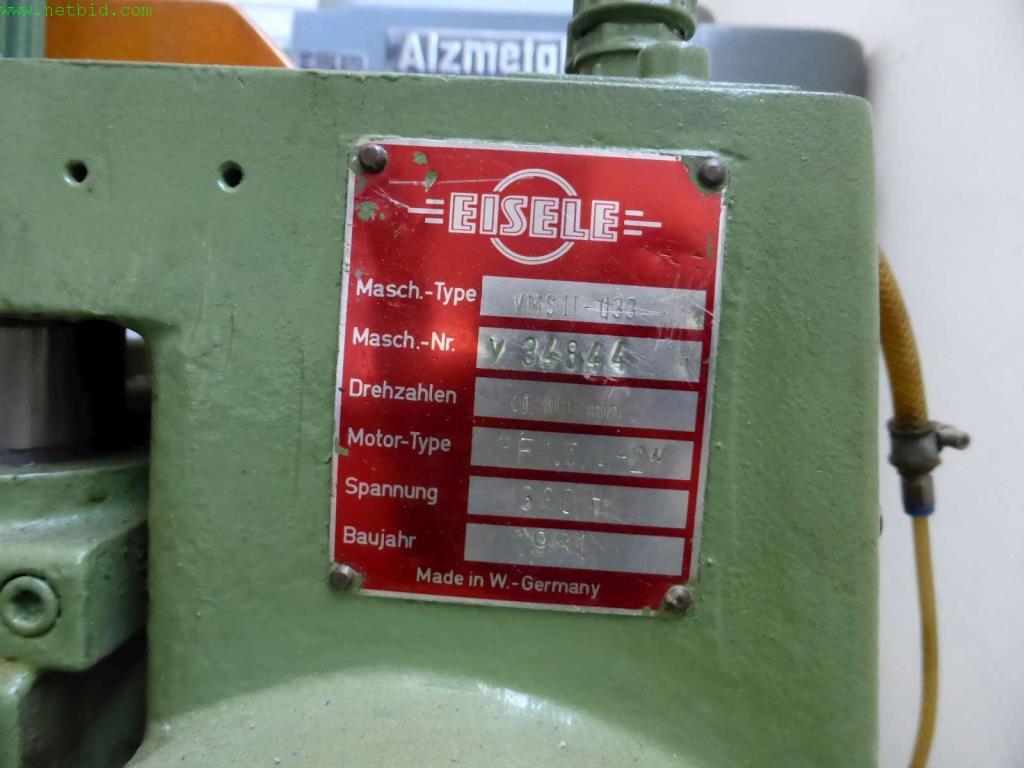 www.netbid.com
Alzmetal
EISELE
Masch.-Type VMS II - 033
Masch.-Nr. V 34844
Drehzahlen
Motor-Type
Spannung 380 V
Baujahr
Made in W.-Germany